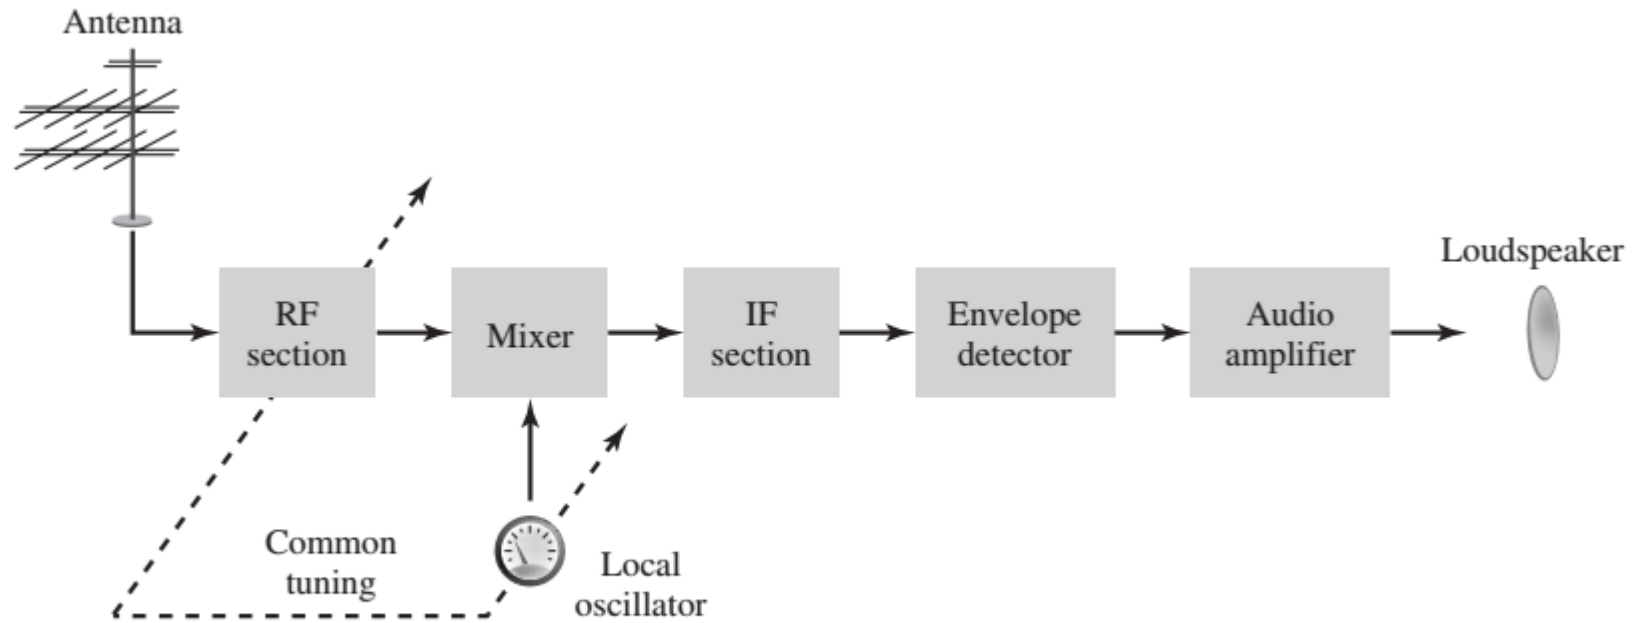 Antenna
Loudspeaker
RF
section
Mixer
IF
section
Envelope
detector
Audio
amplifier
Common
tuning
Local
oscillator